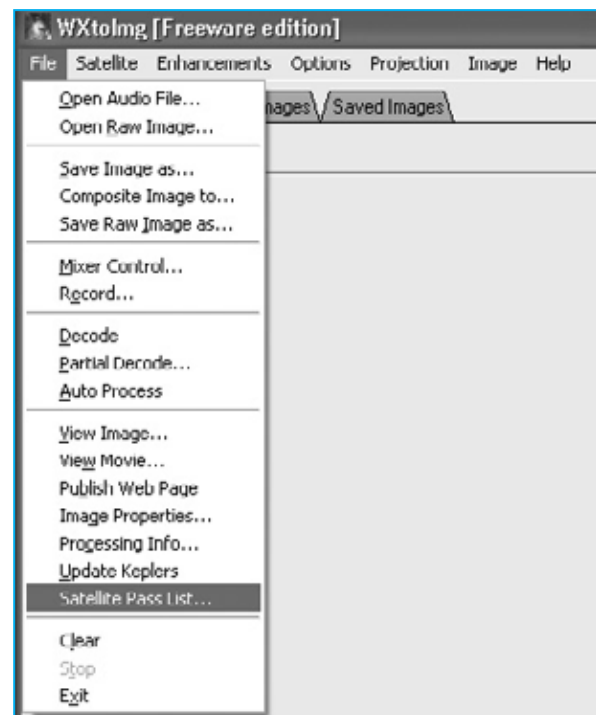 WXtoImg [Freeware edition]
File Satellite Enhancements Options Projection Image Help
mages Saved Images
Open Audio File...
Open Raw Image...
Save Image as...
Composite Image to...
Save Raw Image as...
Mixer Control...
Record...
Decode
Partial Decode...
Auto Process
View Image...
View Movie...
Publish Web Page
Image Properties...
Processing Info...
Update Keplers
Satellite Pass List...
Clear
Stop
Exit